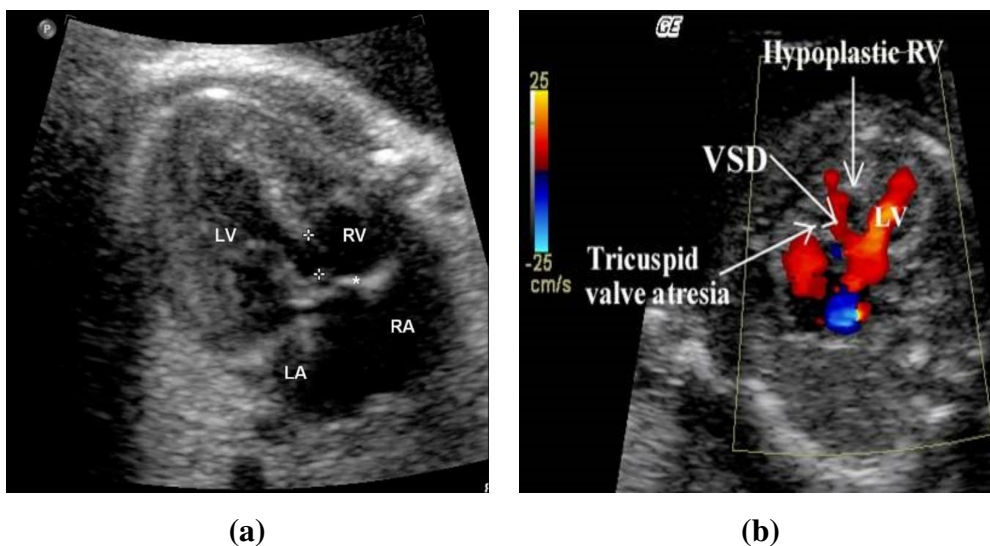 P
LV
RV
*
RA
LA
(a)
GE
Hypoplastic RV
25
VSD
LV
Tricuspid
valve atresia
-25
cm/s
(b)